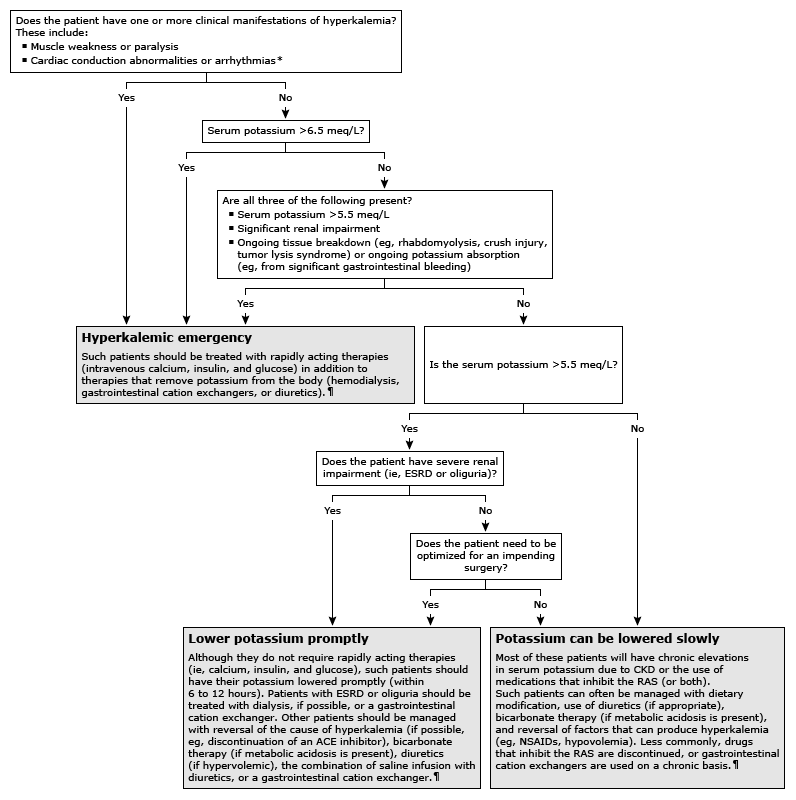 Does the patient have one or more clinical manifestations of hyperkalemia?
These include:
▪ Muscle weakness or paralysis
▪ Cardiac conduction abnormalities or arrhythmias*
Yes
No
Serum potassium >6.5 meq/L?
Yes
No
Are all three of the following present?
▪ Serum potassium >5.5 meq/L
▪ Significant renal impairment
▪ Ongoing tissue breakdown (eg, rhabdomyolysis, crush injury,
tumor lysis syndrome) or ongoing potassium absorption
(eg, from significant gastrointestinal bleeding)
Yes
No
Hyperkalemic emergency
Such patients should be treated with rapidly acting therapies
(intravenous calcium, insulin, and glucose) in addition to
therapies that remove potassium from the body (hemodialysis,
gastrointestinal cation exchangers, or diuretics).¶
Is the serum potassium >5.5 meq/L?
Yes
No
Does the patient have severe renal
impairment (ie, ESRD or oliguria)?
Yes
No
Does the patient need to be
optimized for an impending
surgery?
Yes
No
Lower potassium promptly
Although they do not require rapidly acting therapies
(ie, calcium, insulin, and glucose), such patients should
have their potassium lowered promptly (within
6 to 12 hours). Patients with ESRD or oliguria should be
treated with dialysis, if possible, or a gastrointestinal
cation exchanger. Other patients should be managed
with reversal of the cause of hyperkalemia (if possible,
eg, discontinuation of an ACE inhibitor), bicarbonate
therapy (if metabolic acidosis is present), diuretics
(if hypervolemic), the combination of saline infusion with
diuretics, or a gastrointestinal cation exchanger.¶
Potassium can be lowered slowly
Most of these patients will have chronic elevations
in serum potassium due to CKD or the use of
medications that inhibit the RAS (or both).
Such patients can often be managed with dietary
modification, use of diuretics (if appropriate),
bicarbonate therapy (if metabolic acidosis is present),
and reversal of factors that can produce hyperkalemia
(eg, NSAIDs, hypovolemia). Less commonly, drugs
that inhibit the RAS are discontinued, or gastrointestinal
cation exchangers are used on a chronic basis.¶